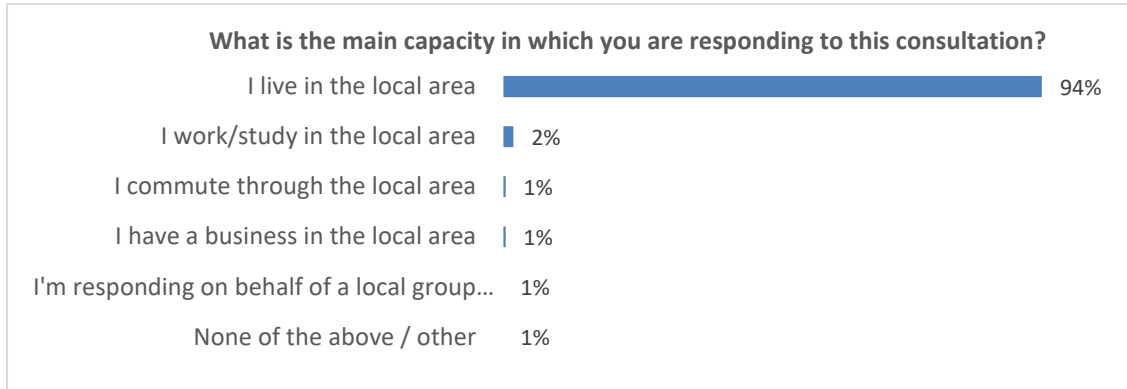 What is the main capacity in which you are responding to this consultation?
I live in the local area 94%
I work/study in the local area 2%
I commute through the local area 1%
I have a business in the local area 1%
I'm responding on behalf of a local group... 1%
None of the above / other 1%